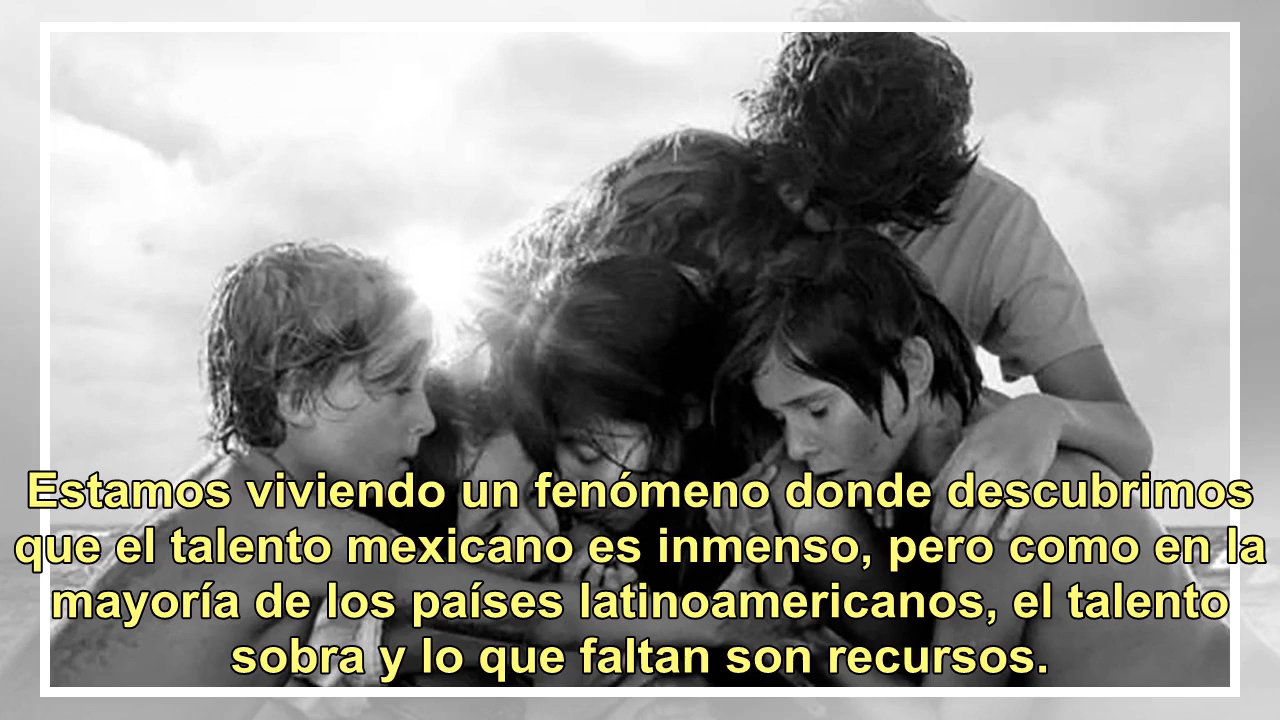 Estamos viviendo un fenómeno donde descubrimos
que el talento mexicano es inmenso, pero como en la
mayoría de los países latinoamericanos, el talento
sobra y lo que faltan son recursos.